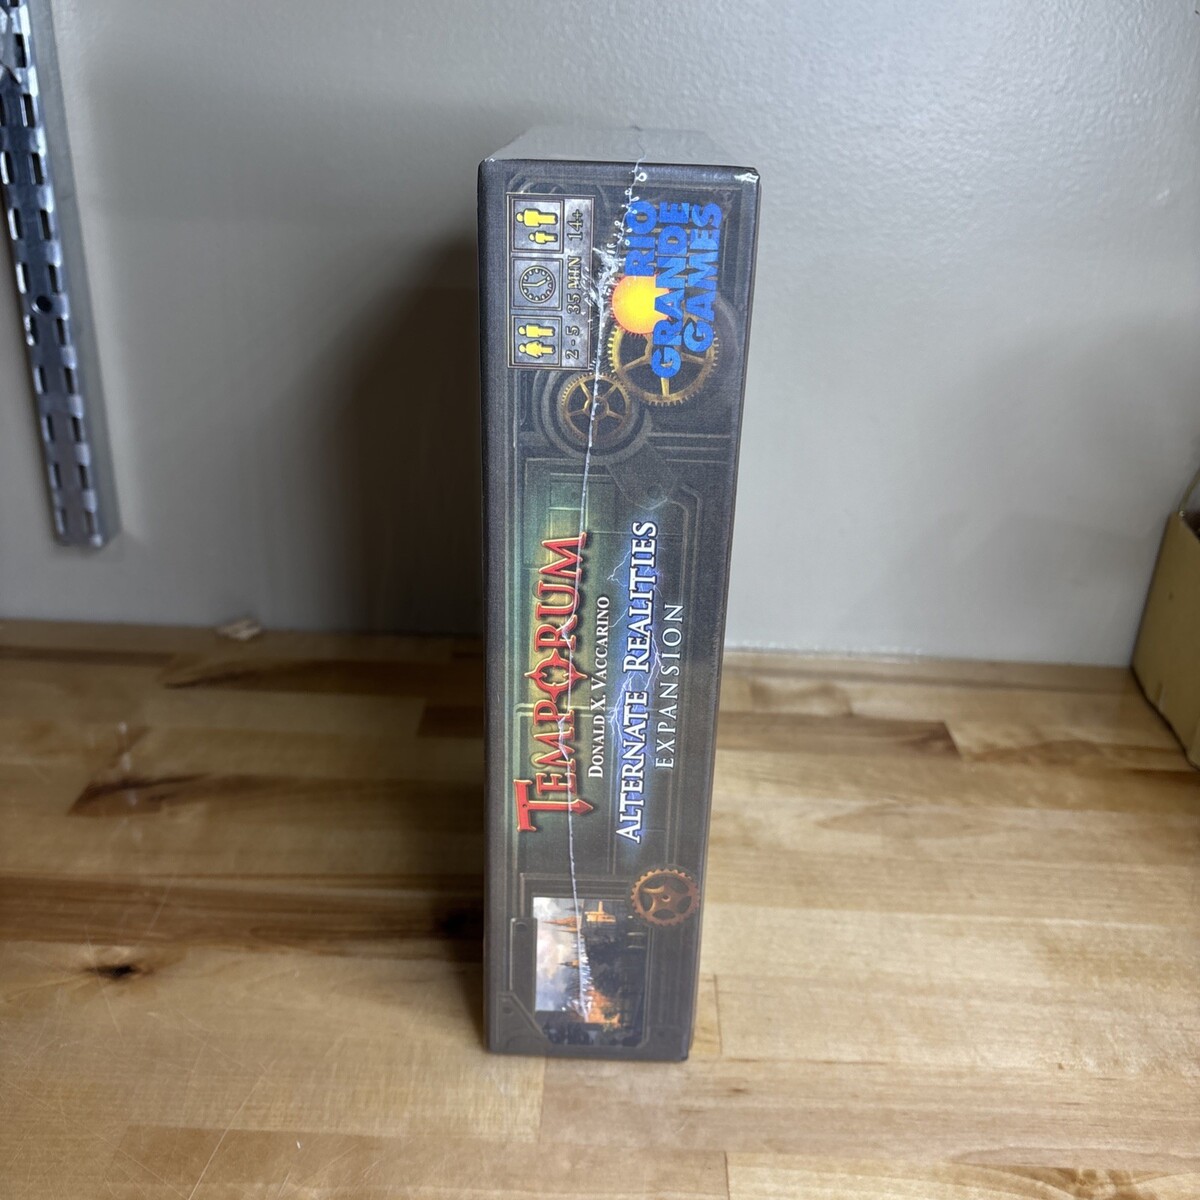 TEMPORUM
DONALD X. VACCARINO
ALTERNATE REALITIES
EXPANSION
2 - 5 35 MIN 14+
RIO
GRANDE
GAMES